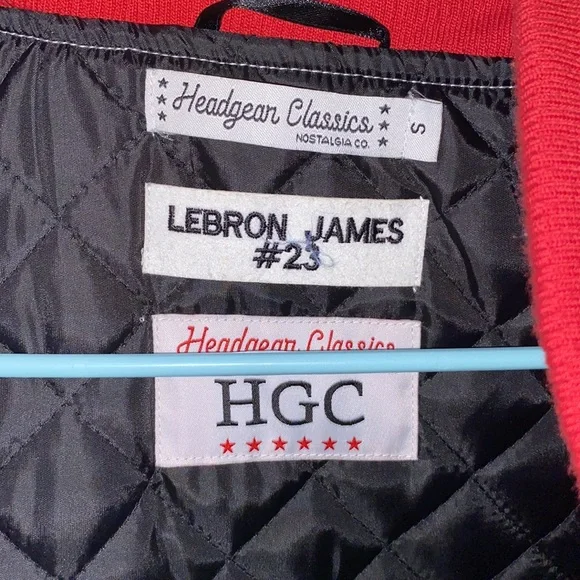 Headgear Classics
NOSTALGIA CO.
S
LEBRON JAMES
#23
Headgear Classics
HGC